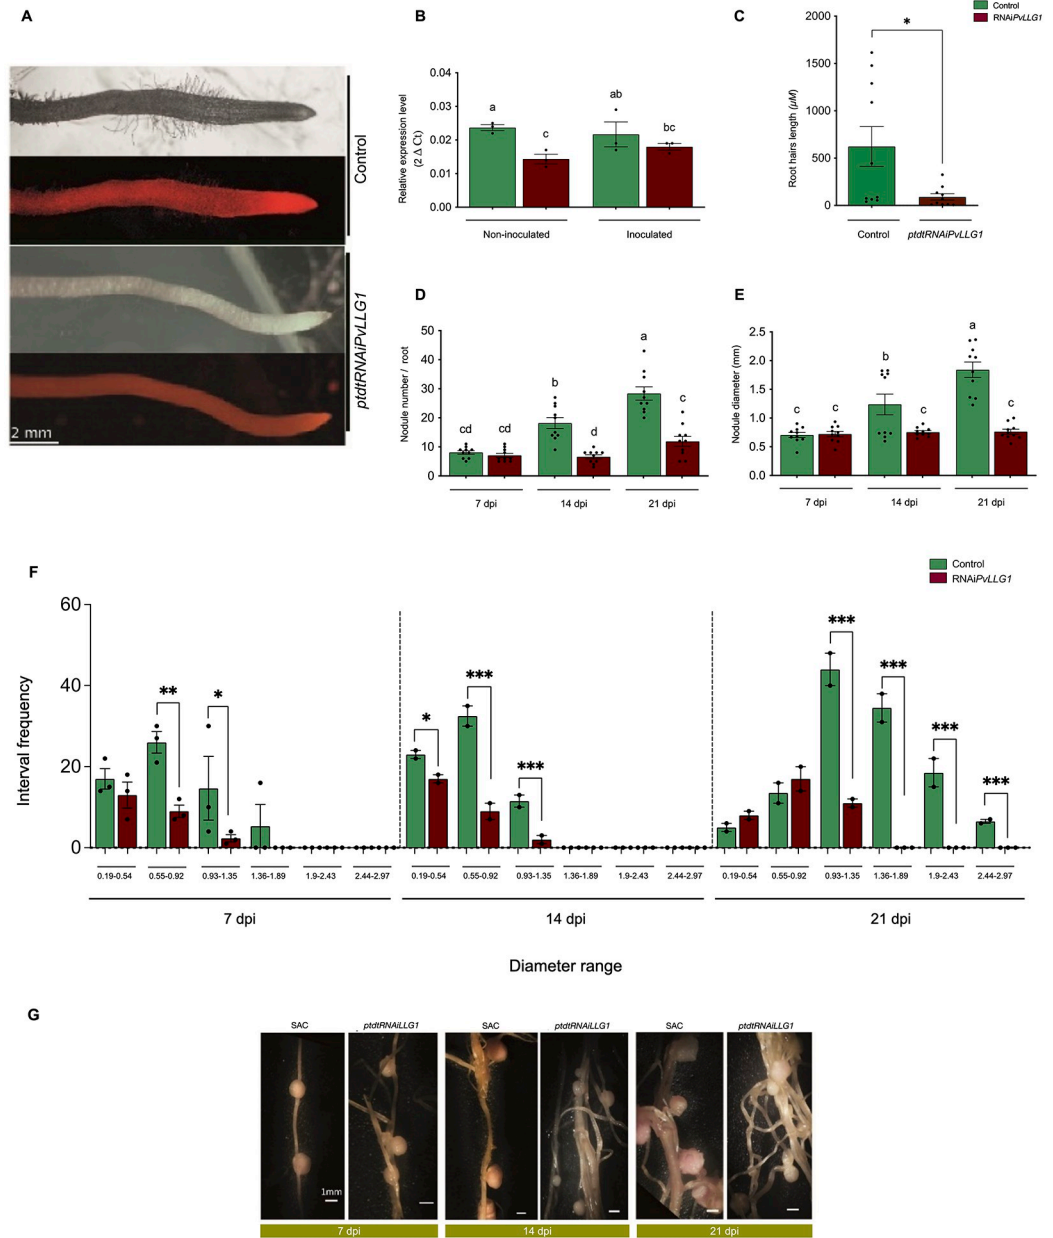 A
Control
ptdtRNAiPvLLG1
2 mm
B
Relative expression level
(2 Δ Ct)
0.04
0.03
0.02
0.01
0.00
a
c
ab
bc
Non-inoculated
Inoculated
C
Control
RNAiPvLLG1
Root hairs length (µM)
2000
1500
1000
500
0
*
Control
ptdtRNAiPvLLG1
D
Nodule number / root
50
40
30
20
10
0
cd
cd
b
d
a
c
7 dpi
14 dpi
21 dpi
E
Nodule diameter (mm)
2.5
2.0
1.5
1.0
0.5
0.0
c
c
b
c
a
c
7 dpi
14 dpi
21 dpi
F
Control
RNAiPvLLG1
Interval frequency
60
40
20
0
**
*
*
***
***
***
***
***
***
0.19-0.54 0.55-0.92 0.93-1.35 1.36-1.89 1.9-2.43 2.44-2.97
0.19-0.54 0.55-0.92 0.93-1.35 1.36-1.89 1.9-2.43 2.44-2.97
0.19-0.54 0.55-0.92 0.93-1.35 1.36-1.89 1.9-2.43 2.44-2.97
7 dpi
14 dpi
21 dpi
Diameter range
G
SAC
ptdtRNAiLLG1
SAC
ptdtRNAiLLG1
SAC
ptdtRNAiLLG1
1mm
7 dpi
14 dpi
21 dpi